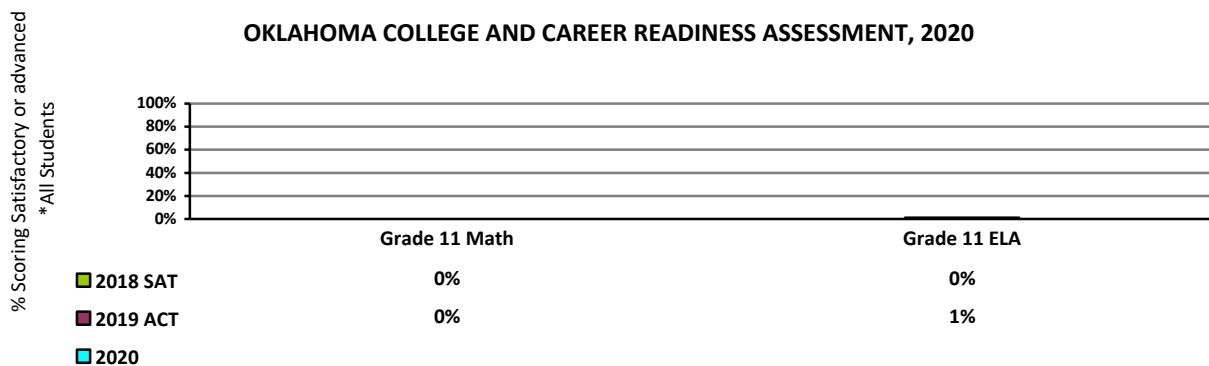 OKLAHOMA COLLEGE AND CAREER READINESS ASSESSMENT, 2020
% Scoring Satisfactory or advanced
*All Students
100%
80%
60%
40%
20%
0%
Grade 11 Math Grade 11 ELA
2018 SAT 0% 0%
2019 ACT 0% 1%
2020